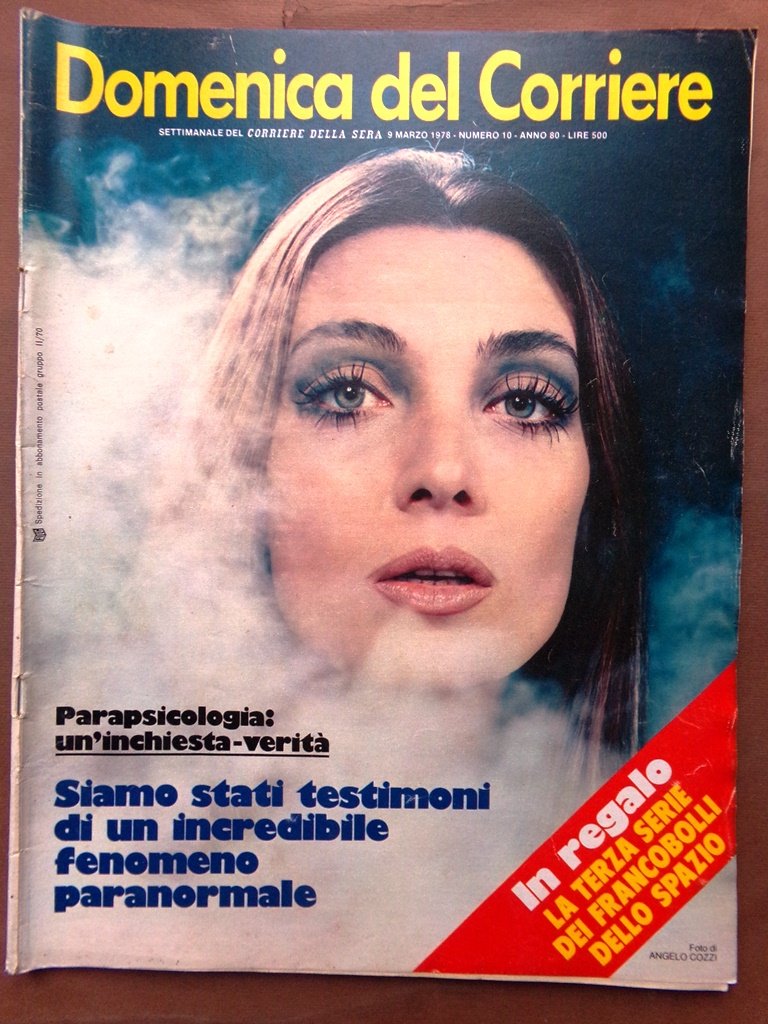 Domenica del Corriere
SETTIMANALE DEL CORRIERE DELLA SERA 9 MARZO 1978 - NUMERO 10 - ANNO 80 - LIRE 500
Spedizione in abbonamento postale gruppo II/70
Parapsicologia:
un'inchiesta-verità
Siamo stati testimoni
di un incredibile
fenomeno
paranormale
In regalo
LA TERZA SERIE
DEI FRANCOBOLLI
DELLO SPAZIO
Foto di
ANGELO COZZI